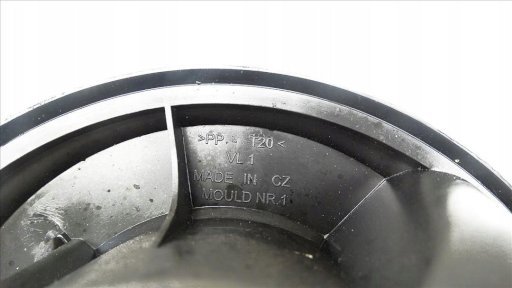 >PP. T20<
VL 1
MADE IN CZ
MOULD NR.1